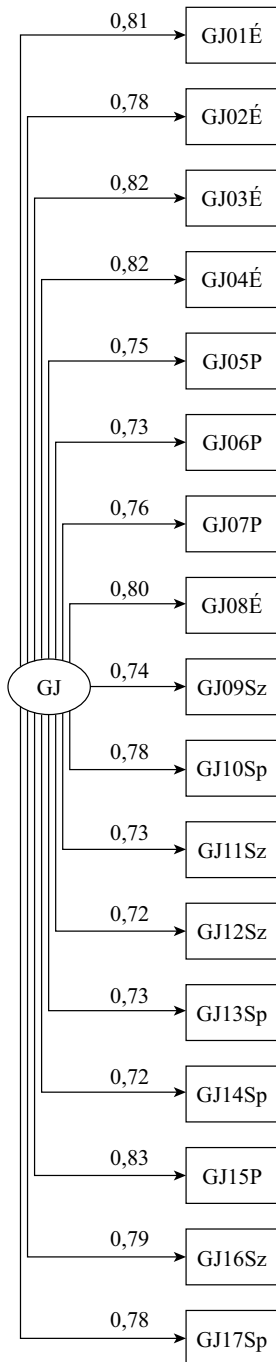 0,81
GJ01É
0,78
GJ02É
0,82
GJ03É
0,82
GJ04É
0,75
GJ05P
0,73
GJ06P
0,76
GJ07P
0,80
GJ08É
GJ
0,74
GJ09Sz
0,78
GJ10Sp
0,73
GJ11Sz
0,72
GJ12Sz
0,73
GJ13Sp
0,72
GJ14Sp
0,83
GJ15P
0,79
GJ16Sz
0,78
GJ17Sp